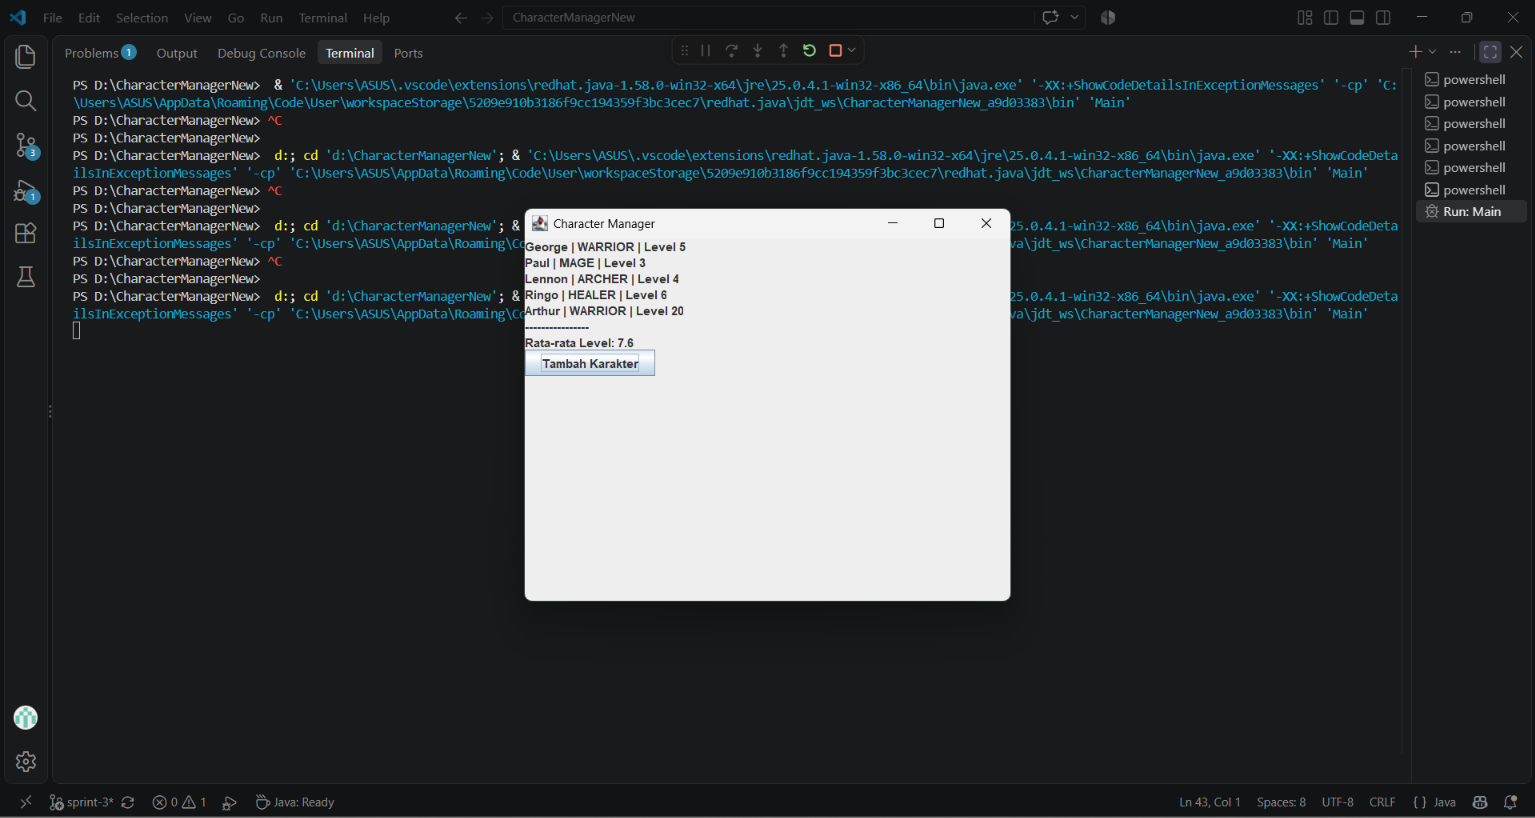 File Edit Selection View Go Run Terminal Help
CharacterManagerNew
Problems 1 Output Debug Console Terminal Ports
PS D:\CharacterManagerNew> & 'C:\Users\ASUS\.vscode\extensions\redhat.java-1.58.0-win32-x64\jre\25.0.4.1-win32-x86_64\bin\java.exe' '-XX:+ShowCodeDetailsInExceptionMessages' '-cp' 'C:
\Users\ASUS\AppData\Roaming\Code\User\workspaceStorage\5209e910b3186f9cc194359f3bc3cec7\redhat.java\jdt_ws\CharacterManagerNew_a9d03383\bin' 'Main'
PS D:\CharacterManagerNew> ^C
PS D:\CharacterManagerNew>
PS D:\CharacterManagerNew> d:; cd 'd:\CharacterManagerNew'; & 'C:\Users\ASUS\.vscode\extensions\redhat.java-1.58.0-win32-x64\jre\25.0.4.1-win32-x86_64\bin\java.exe' '-XX:+ShowCodeDeta
ilsInExceptionMessages' '-cp' 'C:\Users\ASUS\AppData\Roaming\Code\User\workspaceStorage\5209e910b3186f9cc194359f3bc3cec7\redhat.java\jdt_ws\CharacterManagerNew_a9d03383\bin' 'Main'
PS D:\CharacterManagerNew> ^C
PS D:\CharacterManagerNew>
PS D:\CharacterManagerNew> d:; cd 'd:\CharacterManagerNew'; & 25.0.4.1-win32-x86_64\bin\java.exe' '-XX:+ShowCodeDeta
ilsInExceptionMessages' '-cp' 'C:\Users\ASUS\AppData\Roaming\Co va\jdt_ws\CharacterManagerNew_a9d03383\bin' 'Main'
PS D:\CharacterManagerNew> ^C
PS D:\CharacterManagerNew>
PS D:\CharacterManagerNew> d:; cd 'd:\CharacterManagerNew'; & 25.0.4.1-win32-x86_64\bin\java.exe' '-XX:+ShowCodeDeta
ilsInExceptionMessages' '-cp' 'C:\Users\ASUS\AppData\Roaming\Co va\jdt_ws\CharacterManagerNew_a9d03383\bin' 'Main'
Character Manager
George | WARRIOR | Level 5
Paul | MAGE | Level 3
Lennon | ARCHER | Level 4
Ringo | HEALER | Level 6
Arthur | WARRIOR | Level 20
----------------
Rata-rata Level: 7.6
Tambah Karakter
powershell
powershell
powershell
powershell
powershell
powershell
Run: Main
3
1
sprint-3* 0 1 Java: Ready
Ln 43, Col 1 Spaces: 8 UTF-8 CRLF { } Java